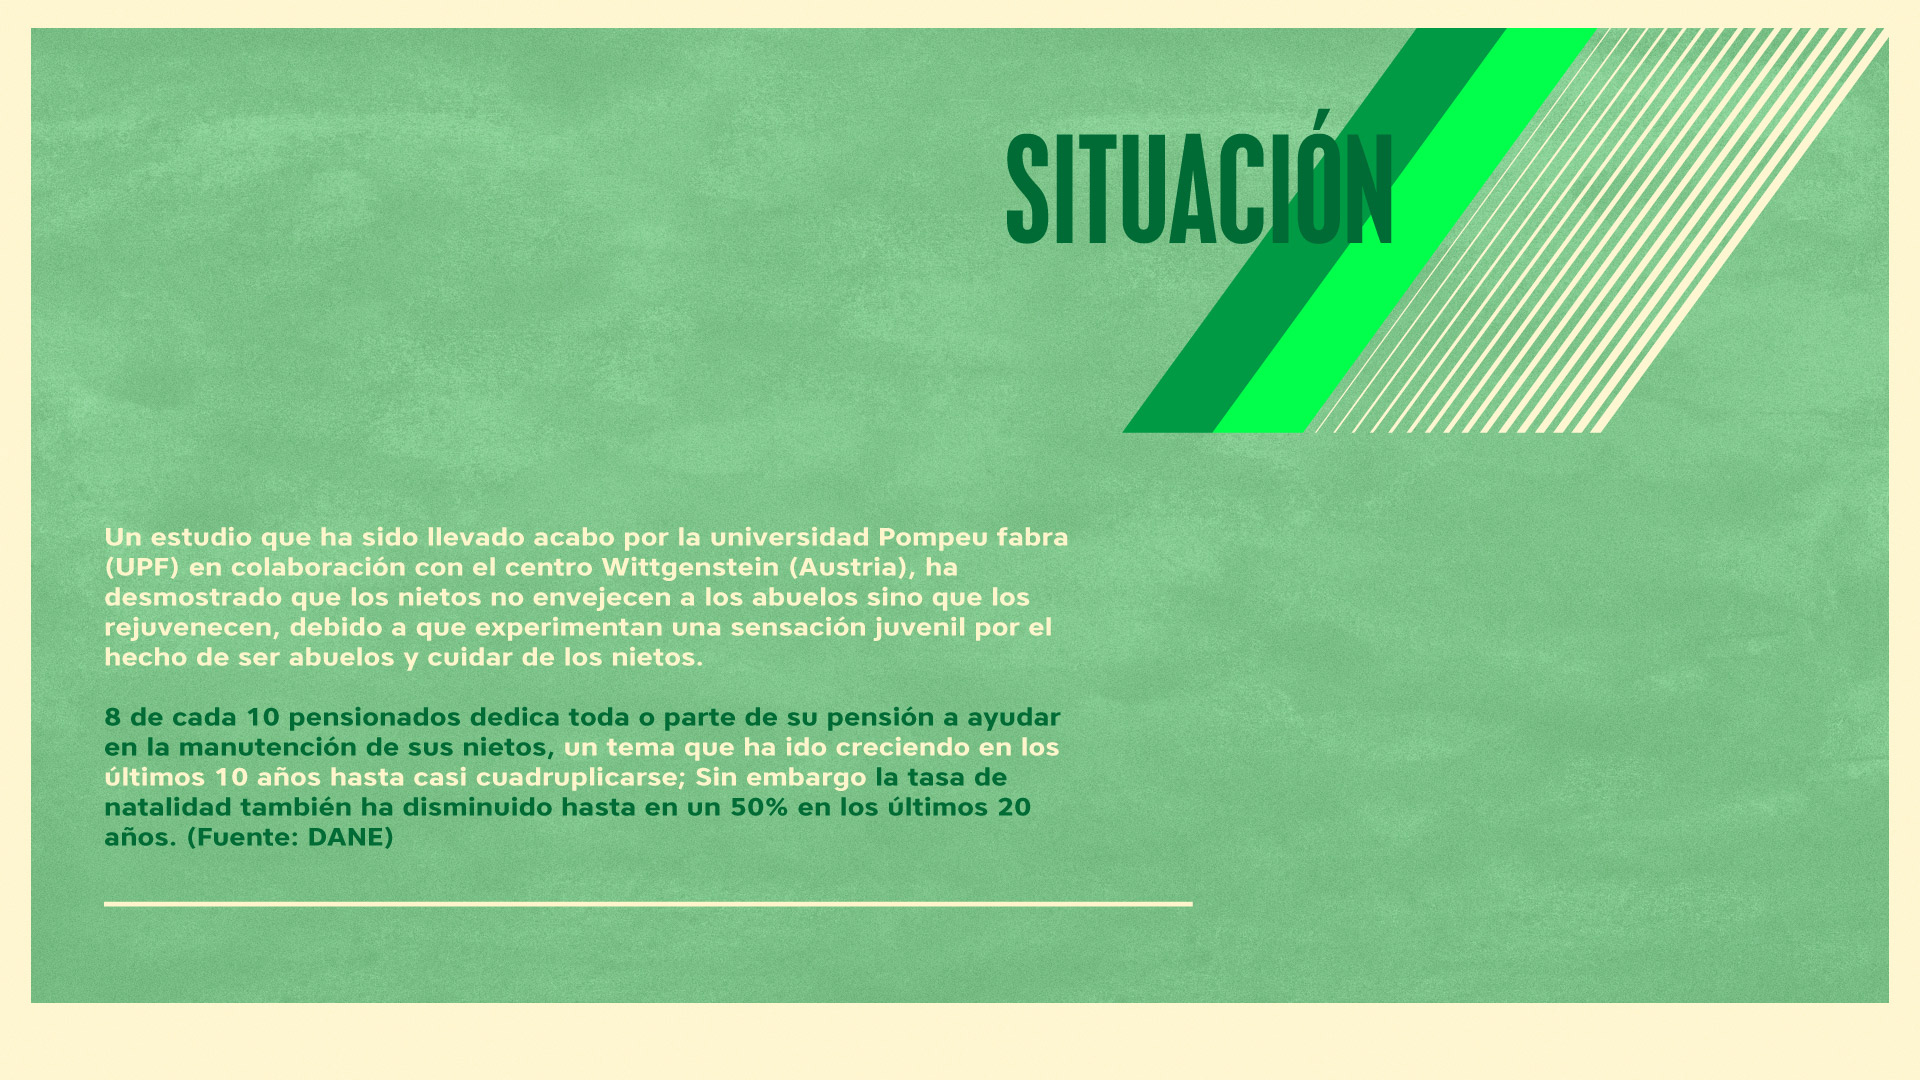 SITUACIÓN
Un estudio que ha sido llevado acabo por la universidad Pompeu fabra
(UPF) en colaboración con el centro Wittgenstein (Austria), ha
desmostrado que los nietos no envejecen a los abuelos sino que los
rejuvenecen, debido a que experimentan una sensación juvenil por el
hecho de ser abuelos y cuidar de los nietos.
8 de cada 10 pensionados dedica toda o parte de su pensión a ayudar
en la manutención de sus nietos, un tema que ha ido creciendo en los
últimos 10 años hasta casi cuadruplicarse; Sin embargo la tasa de
natalidad también ha disminuido hasta en un 50% en los últimos 20
años. (Fuente: DANE)